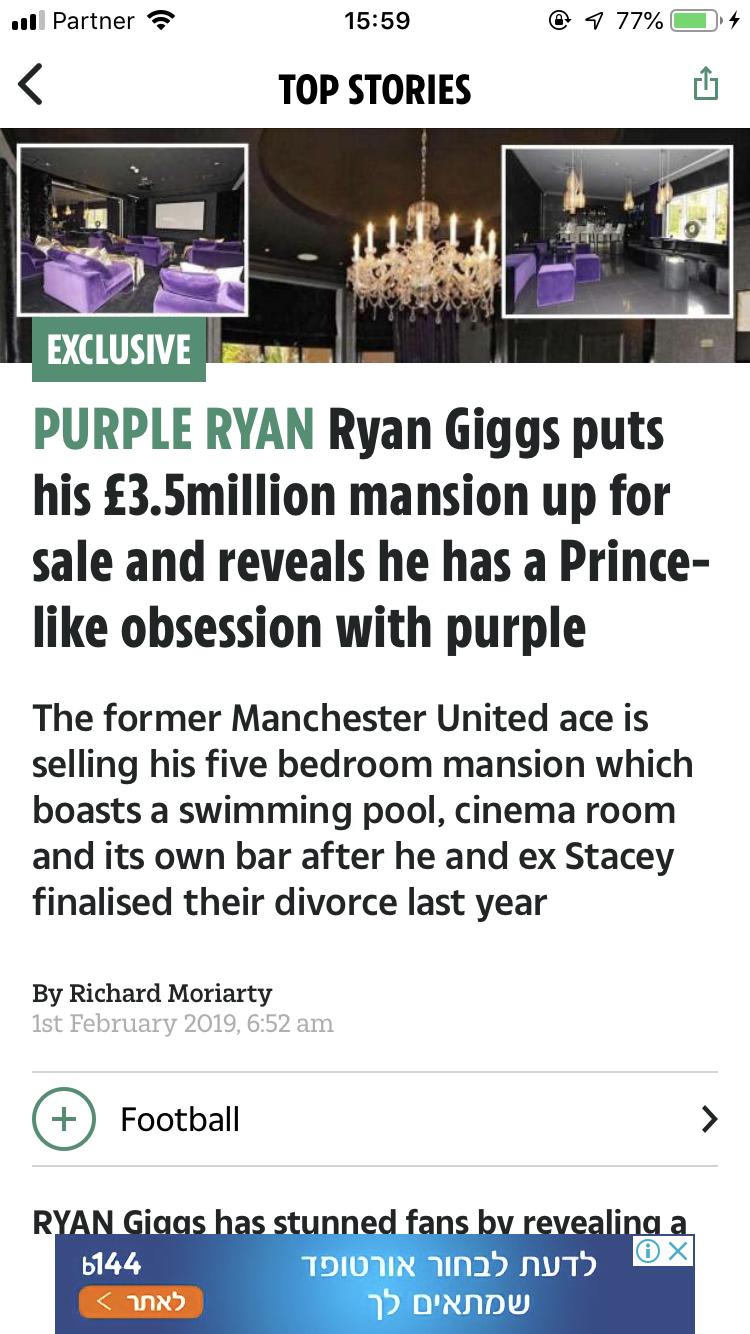 Partner 15:59 77%
TOP STORIES
EXCLUSIVE
PURPLE RYAN Ryan Giggs puts
his £3.5million mansion up for
sale and reveals he has a Prince-
like obsession with purple
The former Manchester United ace is
selling his five bedroom mansion which
boasts a swimming pool, cinema room
and its own bar after he and ex Stacey
finalised their divorce last year
By Richard Moriarty
1st February 2019, 6:52 am
Football
RYAN Giggs has stunned fans by revealing a
b144
לדעת לבחור אורטופד
שמתאים לך
לאתר >